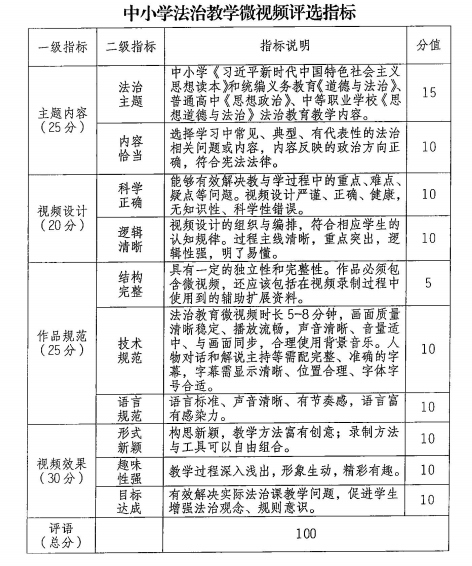 中小学法治教学微视频评选指标
一级指标 二级指标 指标说明 分值
主题内容
(25分)
法治
主题
中小学《习近平新时代中国特色社会主义
思想读本》和统编义务教育《道德与法治》、
普通高中《思想政治》、中等职业学校《思
想道德与法治》法治教育教学内容。
15
内容
恰当
选择学习中常见、典型、有代表性的法治
相关问题或内容,内容反映的政治方向正
确,符合宪法法律。
10
视频设计
(20分)
科学
正确
能够有效解决教与学过程中的重点、难点、
疑点等问题。视频设计严谨、正确、健康,
无知识性、科学性错误。
10
逻辑
清晰
视频设计的组织与编排,符合相应学生的
认知规律。过程主线清晰,重点突出,逻
辑性强,明了易懂。
10
作品规范
(25分)
结构
完整
具有一定的独立性和完整性。作品必须包
含微视频,还应该包括在视频录制过程中
使用到的辅助扩展资料。
5
技术
规范
法治教育微视频时长5-8分钟,画面质量
清晰稳定、播放流畅,声音清晰、音量适
中、与画面同步,合理使用背景音乐。人
物对话和解说主持等需配完整、准确的字
幕,字幕需显示清晰、位置合理、字体字
号合适。
10
语言
规范
语言标准、声音清晰、有节奏感,语言富
有感染力。
10
视频效果
(30分)
形式
新颖
构思新颖,教学方法富有创意;录制方法
与工具可以自由组合。
10
趣味
性强
教学过程深入浅出,形象生动,精彩有趣。
10
目标
达成
有效解决实际法治课教学问题,促进学生
增强法治观念、规则意识。
10
评语
(总分)
100